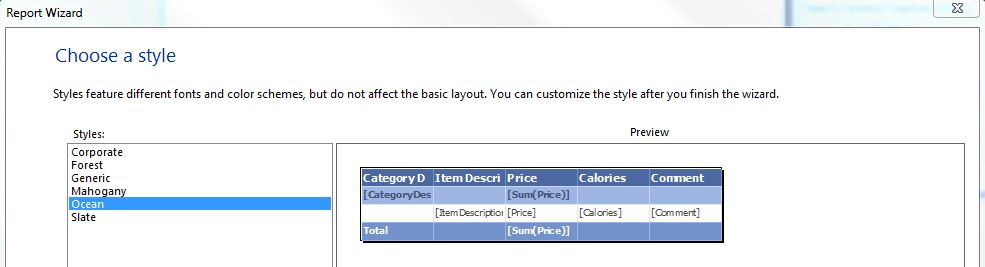 Report Wizard
Choose a style
Styles feature different fonts and color schemes, but do not affect the basic layout. You can customize the style after you finish the wizard.
Styles:
Preview
Corporate
Forest
Generic
Mahogany
Ocean
Slate
Category D Item Descri Price Calories Comment
[CategoryDes [Sum(Price)]
[Item Description [Price] [Calories] [Comment]
Total [Sum(Price)]